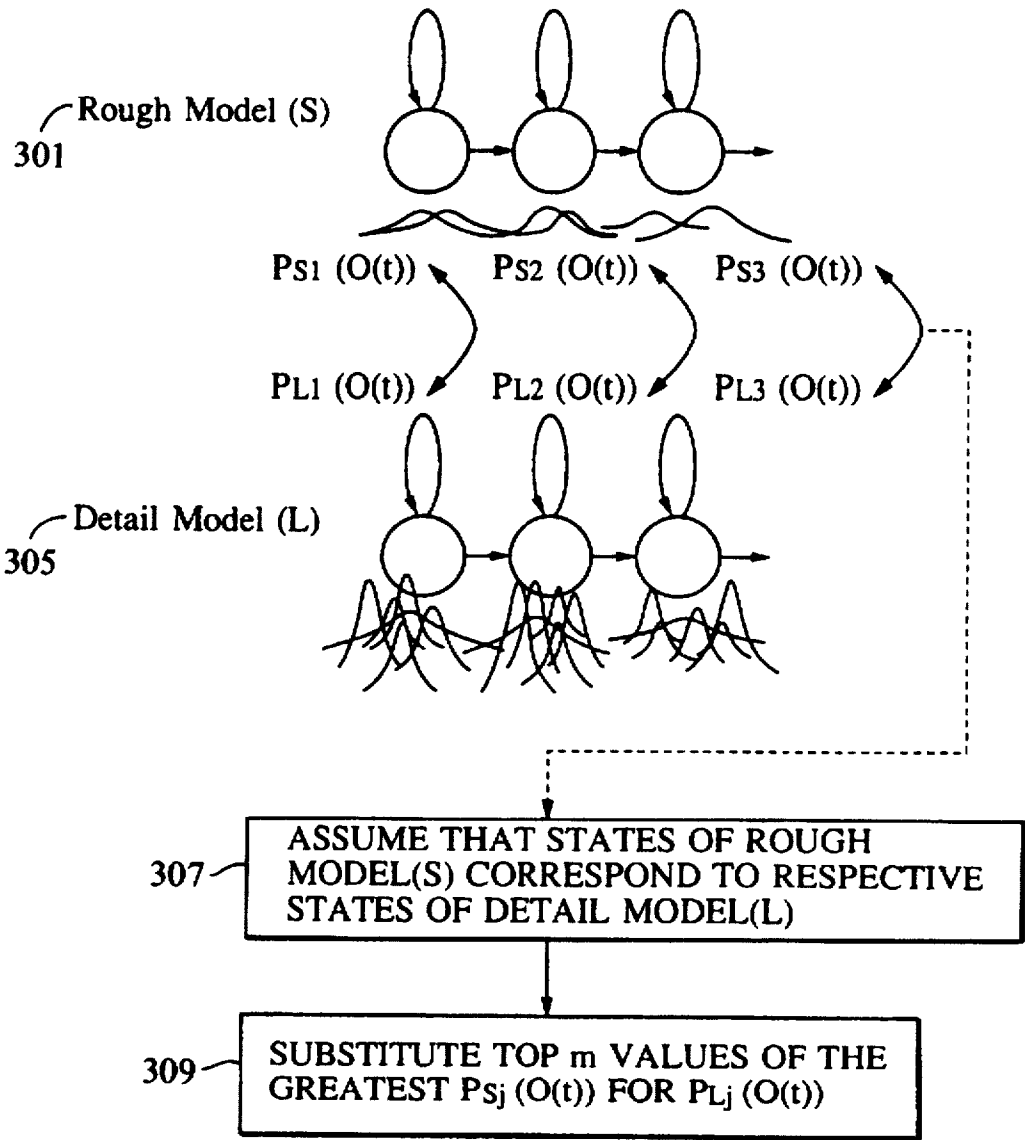 Rough Model (S)
301
PS1 (O(t)) PS2 (O(t)) PS3 (O(t))
PL1 (O(t)) PL2 (O(t)) PL3 (O(t))
Detail Model (L)
305
307
ASSUME THAT STATES OF ROUGH
MODEL(S) CORRESPOND TO RESPECTIVE
STATES OF DETAIL MODEL(L)
309
SUBSTITUTE TOP m VALUES OF THE
GREATEST PSj (O(t)) FOR PLj (O(t))